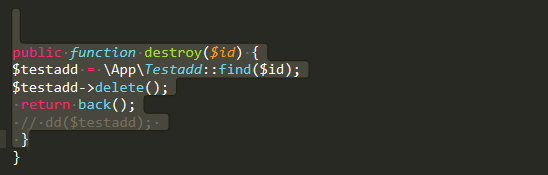 public function destroy($id) {
$testadd = \App\Testadd::find($id);
$testadd->delete();
return back();
// dd($testadd);
}
}